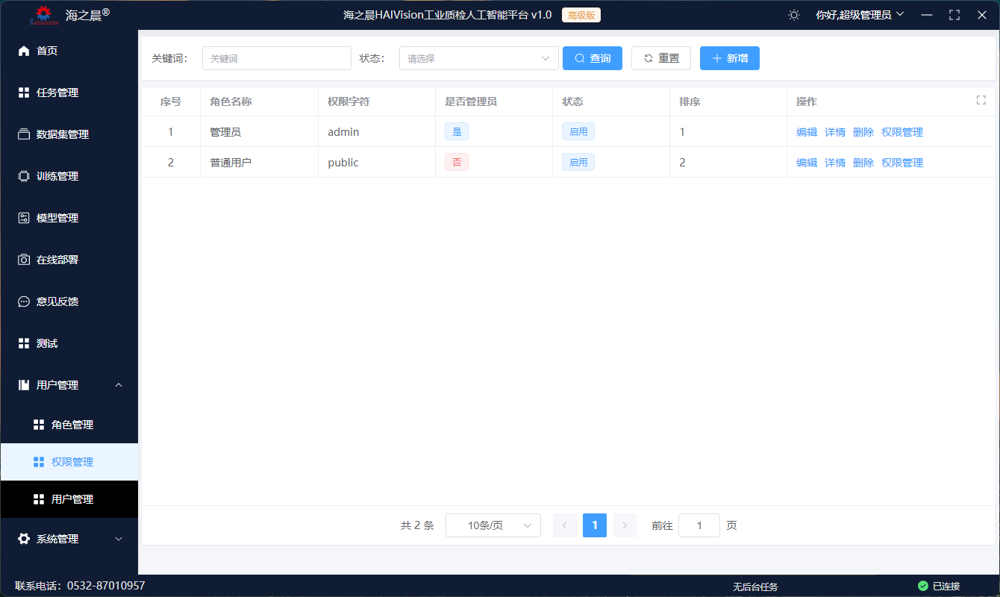 海之晨®
海之晨HAIVision工业质检人工智能平台 v1.0 高级版
你好,超级管理员
首页
任务管理
数据集管理
训练管理
模型管理
在线部署
意见反馈
测试
用户管理
角色管理
权限管理
用户管理
系统管理
关键词： 关键词 状态： 请选择 查询 重置 新增
序号 角色名称 权限字符 是否管理员 状态 排序 操作
1 管理员 admin 是 启用 1 编辑 详情 删除 权限管理
2 普通用户 public 否 启用 2 编辑 详情 删除 权限管理
共 2 条 10条/页 1 前往 1 页
联系电话：0532-87010957 无后台任务 已连接